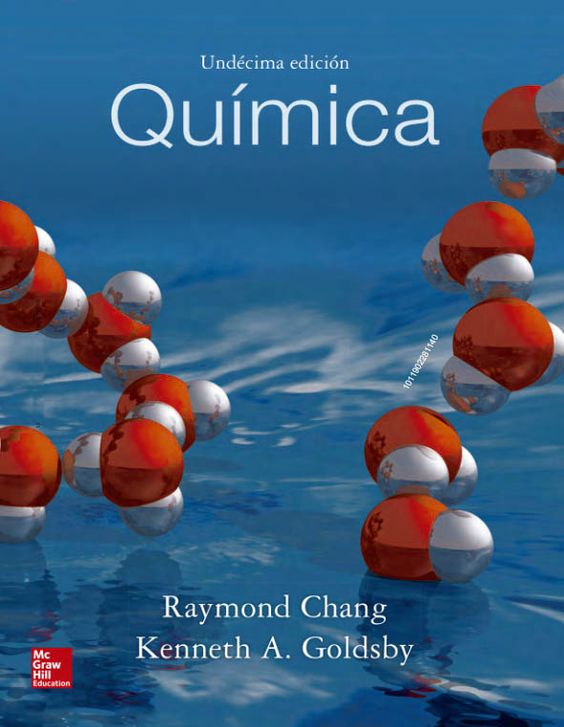 Undécima edición
Química
1011902281140
Raymond Chang
Kenneth A. Goldsby
Mc
Graw
Hill
Education